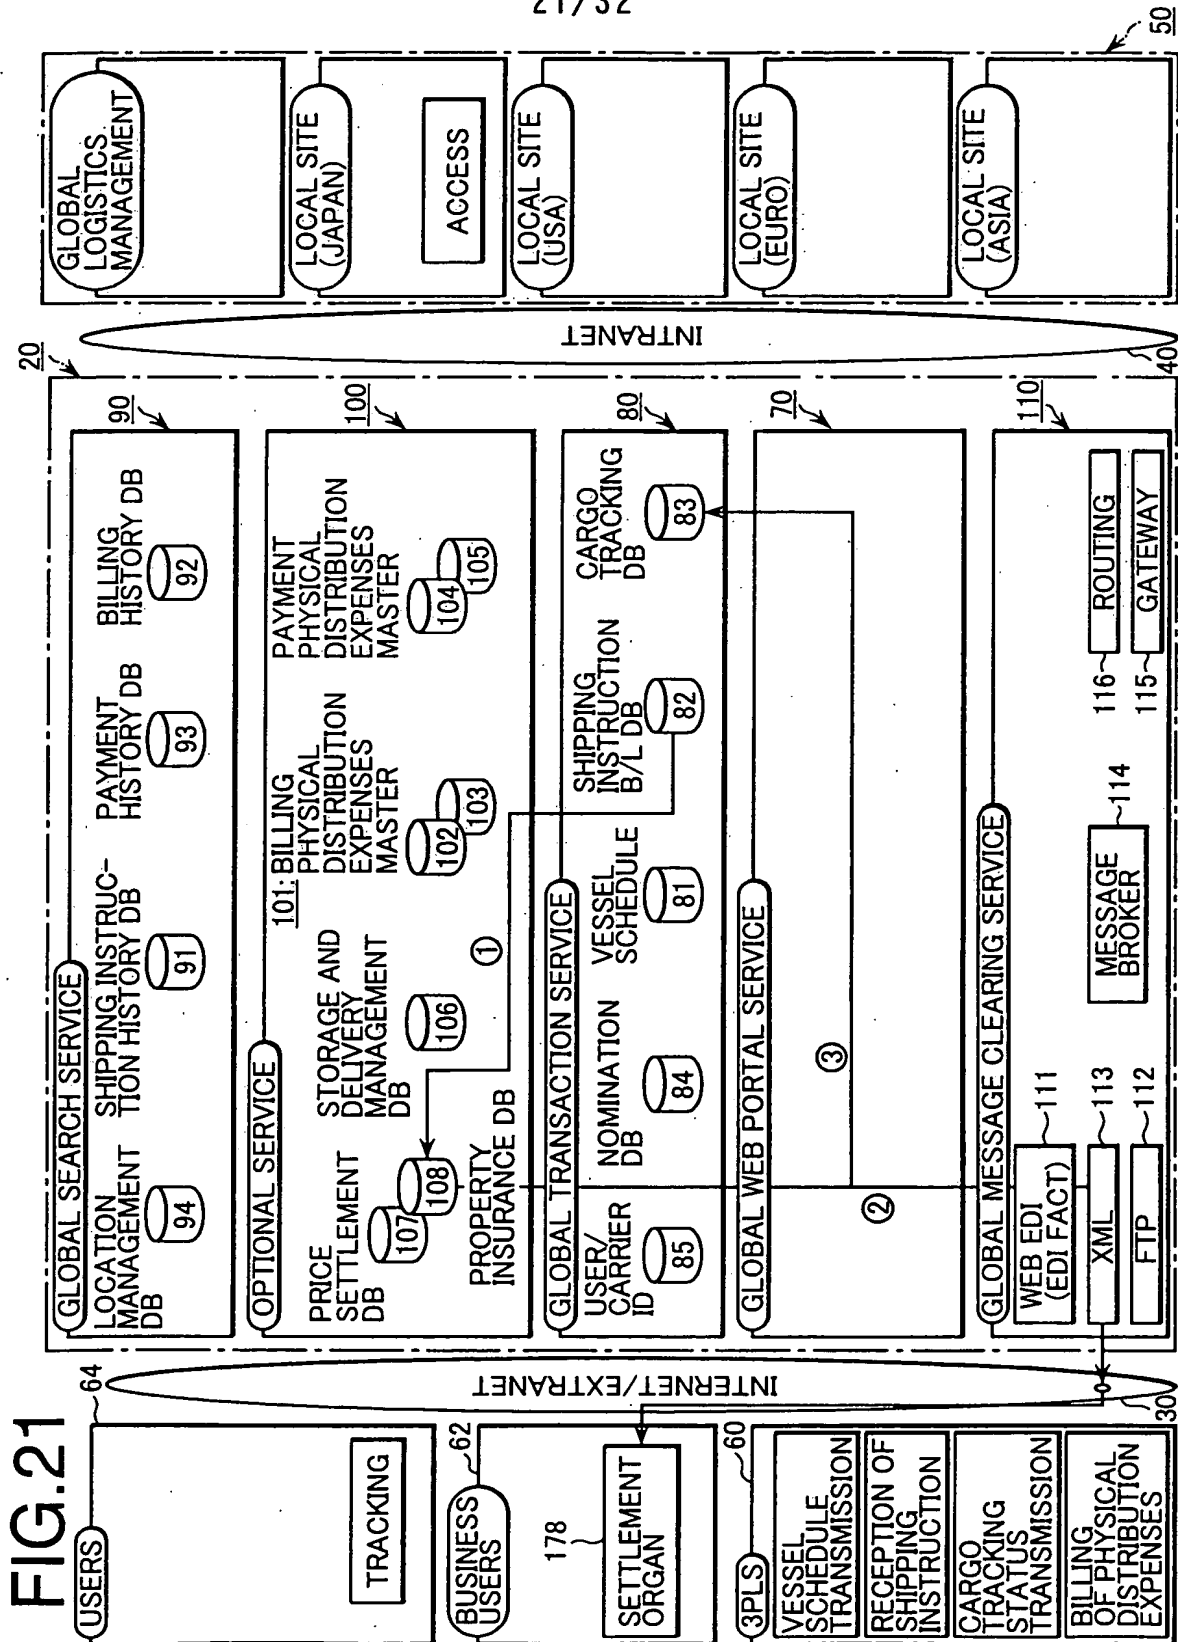 21/32
FIG.21
USERS
64
TRACKING
BUSINESS
USERS
62
178
SETTLEMENT
ORGAN
3PLS
60
VESSEL
SCHEDULE
TRANSMISSION
RECEPTION OF
SHIPPING
INSTRUCTION
CARGO
TRACKING
STATUS
TRANSMISSION
BILLING
OF PHYSICAL
DISTRIBUTION
EXPENSES
INTERNET/EXTRANET
30
20
GLOBAL SEARCH SERVICE
90
LOCATION
MANAGEMENT
DB
94
SHIPPING INSTRUC-
TION HISTORY DB
91
PAYMENT
HISTORY DB
93
BILLING
HISTORY DB
92
OPTIONAL SERVICE
100
PRICE
SETTLEMENT
DB
107
108
PROPERTY
INSURANCE DB
STORAGE AND
DELIVERY
MANAGEMENT
DB
106
101: BILLING
PHYSICAL
DISTRIBUTION
EXPENSES
MASTER
102
103
PAYMENT
PHYSICAL
DISTRIBUTION
EXPENSES
MASTER
104
105
①
GLOBAL TRANSACTION SERVICE
80
USER/
CARRIER
ID
85
NOMINATION
DB
84
VESSEL
SCHEDULE
81
SHIPPING
INSTRUCTION
B/L DB
82
CARGO
TRACKING
DB
83
GLOBAL WEB PORTAL SERVICE
70
③
②
GLOBAL MESSAGE CLEARING SERVICE
110
WEB EDI
(EDI FACT)
111
XML
113
FTP
112
MESSAGE
BROKER
114
116
ROUTING
115
GATEWAY
INTRANET
40
50
GLOBAL
LOGISTICS
MANAGEMENT
LOCAL SITE
(JAPAN)
ACCESS
LOCAL SITE
(USA)
LOCAL SITE
(EURO)
LOCAL SITE
(ASIA)